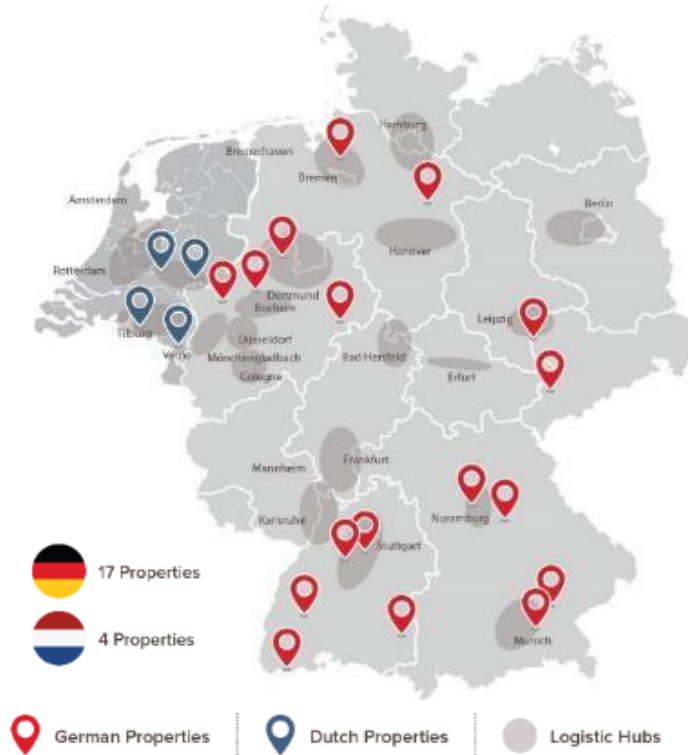 Hamburg
Bremerhaven
Bremen
Amsterdam
Berlin
Hanover
Rotterdam
Dortmund
Bochum
Leipzig
Tilburg
Venlo
Düsseldorf
Mönchengladbach
Bad Hersfeld
Cologne
Erfurt
Frankfurt
Mannheim
Karlsruhe
Nuremburg
Stuttgart
17 Properties
4 Properties
Munich
German Properties
Dutch Properties
Logistic Hubs